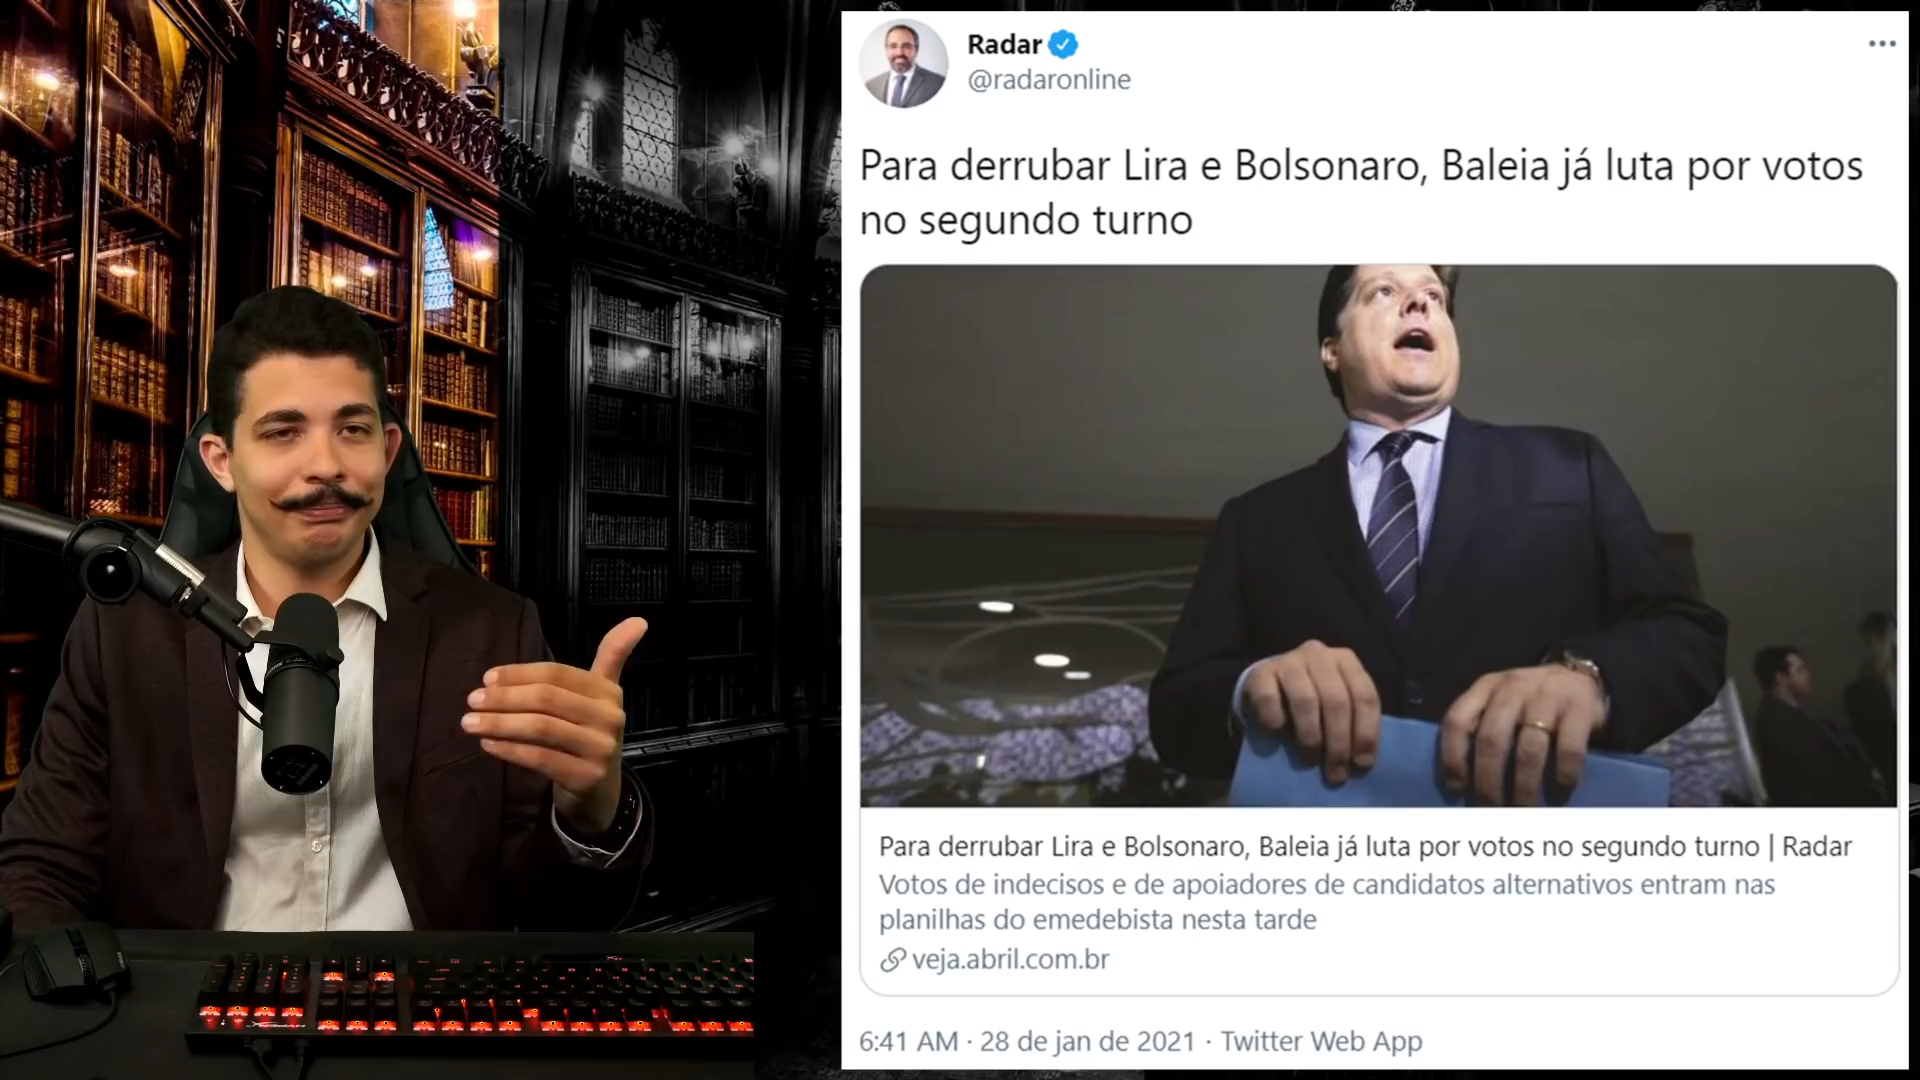 Radar
@radaronline
Para derrubar Lira e Bolsonaro, Baleia já luta por votos
no segundo turno
Para derrubar Lira e Bolsonaro, Baleia já luta por votos no segundo turno | Radar
Votos de indecisos e de apoiadores de candidatos alternativos entram nas
planilhas do emedebista nesta tarde
veja.abril.com.br
6:41 AM · 28 de jan de 2021 · Twitter Web App